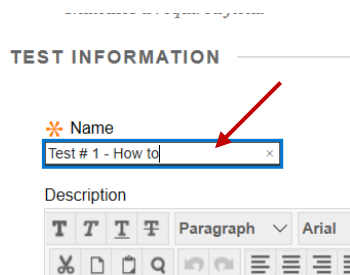 TEST INFORMATION
Name
Test # 1 - How to
Description
T T T T Paragraph Arial